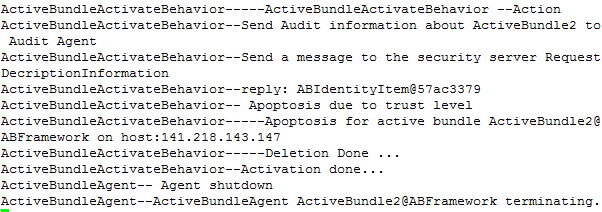 ActiveBundleActivateBehavior-----ActiveBundleActivateBehavior --Action
ActiveBundleActivateBehavior--Send Audit information about ActiveBundle2 to
 Audit Agent
ActiveBundleActivateBehavior--Send a message to the security server Request
DecriptionInformation
ActiveBundleActivateBehavior--reply: ABIdentityItem@57ac3379
ActiveBundleActivateBehavior-- Apoptosis due to trust level
ActiveBundleActivateBehavior-----Apoptosis for active bundle ActiveBundle2@
ABFramework on host:141.218.143.147
ActiveBundleActivateBehavior-----Deletion Done ...
ActiveBundleActivateBehavior--Activation done...
ActiveBundleAgent-- Agent shutdown
ActiveBundleAgent--ActiveBundleAgent ActiveBundle2@ABFramework terminating.